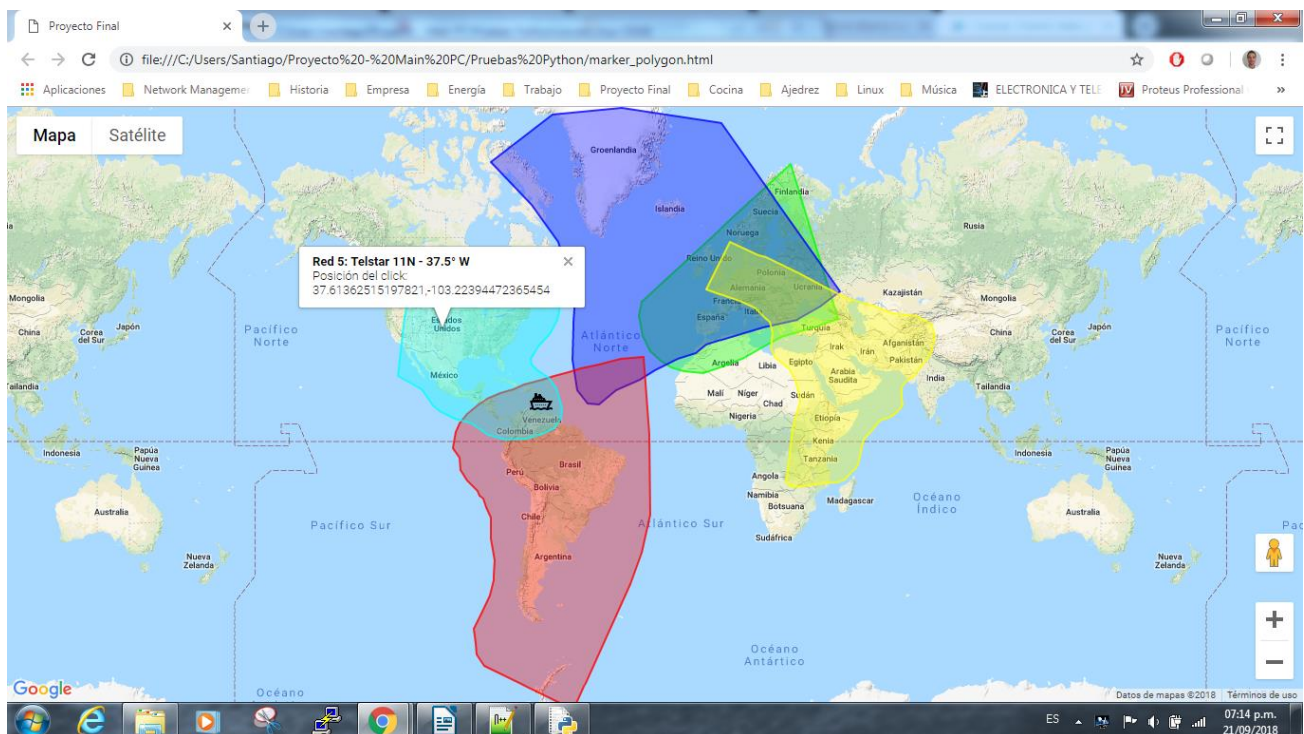 Proyecto Final
file:///C:/Users/Santiago/Proyecto%20-%20Main%20PC/Pruebas%20Python/marker_polygon.html
Aplicaciones Network Manageme Historia Empresa Energía Trabajo Proyecto Final Cocina Ajedrez Linux Música ELECTRONICA Y TELE Proteus Professional »
Mapa Satélite
Groenlandia
Finlandia
Islandia
Suecia
Rusia
Noruega
Red 5: Telstar 11N - 37.5° W
Posición del click:
37.61362515197821,-103.22394472365454
Reino Unido
Polonia
Alemania
Ucrania
Kazajistán
Mongolia
Mongolia
Francia
Estados
Unidos
España
Turquía
China
Corea
del Sur
Japón
Pacífico
Norte
Atlántico
Norte
China
Corea
del Sur
Japón
Pacífico
Norte
Irak
Irán
Afganistán
Pakistán
Argelia
Libia
Egipto
Arabia
Saudita
México
India
Tailandia
Malí
Níger
Chad
Sudán
Nigeria
Etiopía
Venezuela
Colombia
Kenia
Tanzania
Indonesia
Papúa
Nueva
Guinea
Indonesia
Papúa
Nueva
Guinea
Perú
Brasil
Bolivia
Angola
Namibia
Botsuana
Madagascar
Océano
Índico
Australia
Pacífico Sur
Chile
Atlántico Sur
Sudáfrica
Australia
Pac
Argentina
Nueva
Zelanda
Nueva
Zelanda
Océano
Antártico
Google
Océano
Datos de mapas ©2018 Términos de uso
ES
07:14 p.m.
21/09/2018